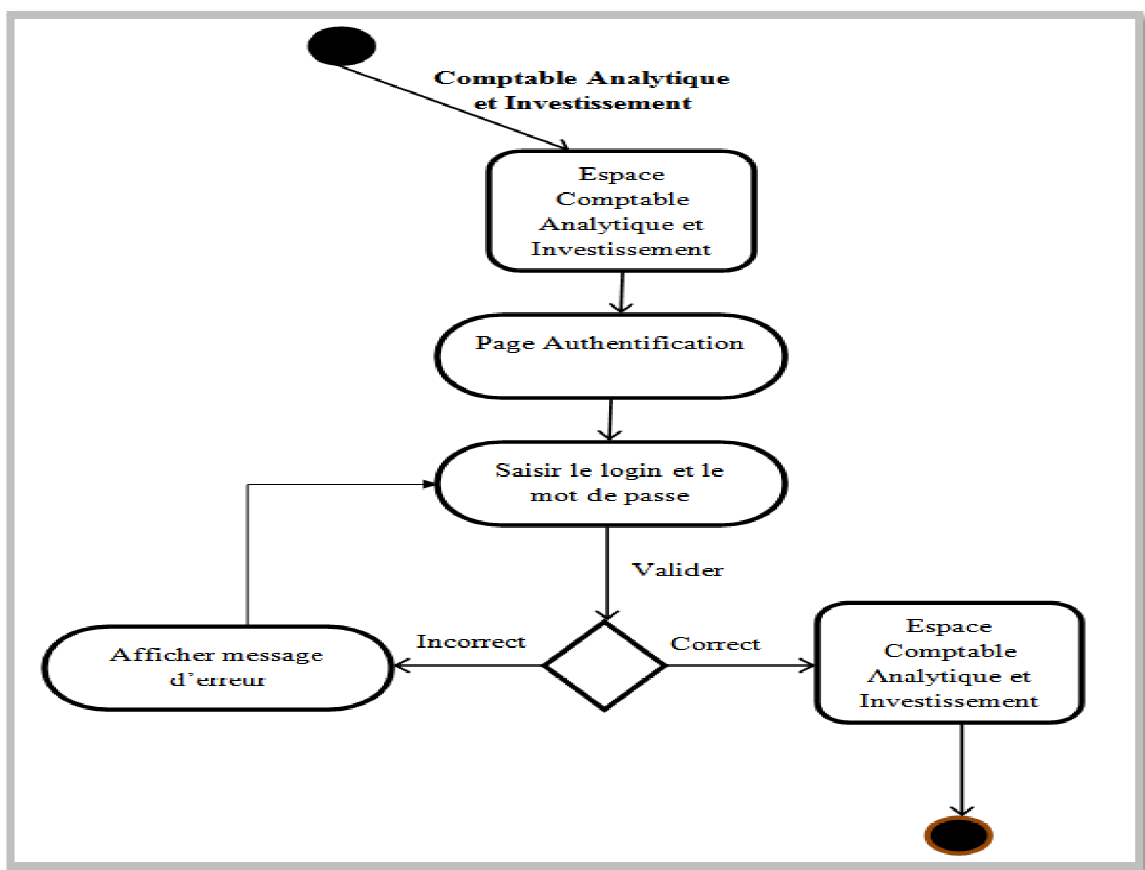 Comptable Analytique
et Investissement
Espace
Comptable
Analytique et
Investissement
Page Authentification
Saisir le login et le
mot de passe
Valider
Incorrect
Correct
Afficher message
d'erreur
Espace
Comptable
Analytique et
Investissement